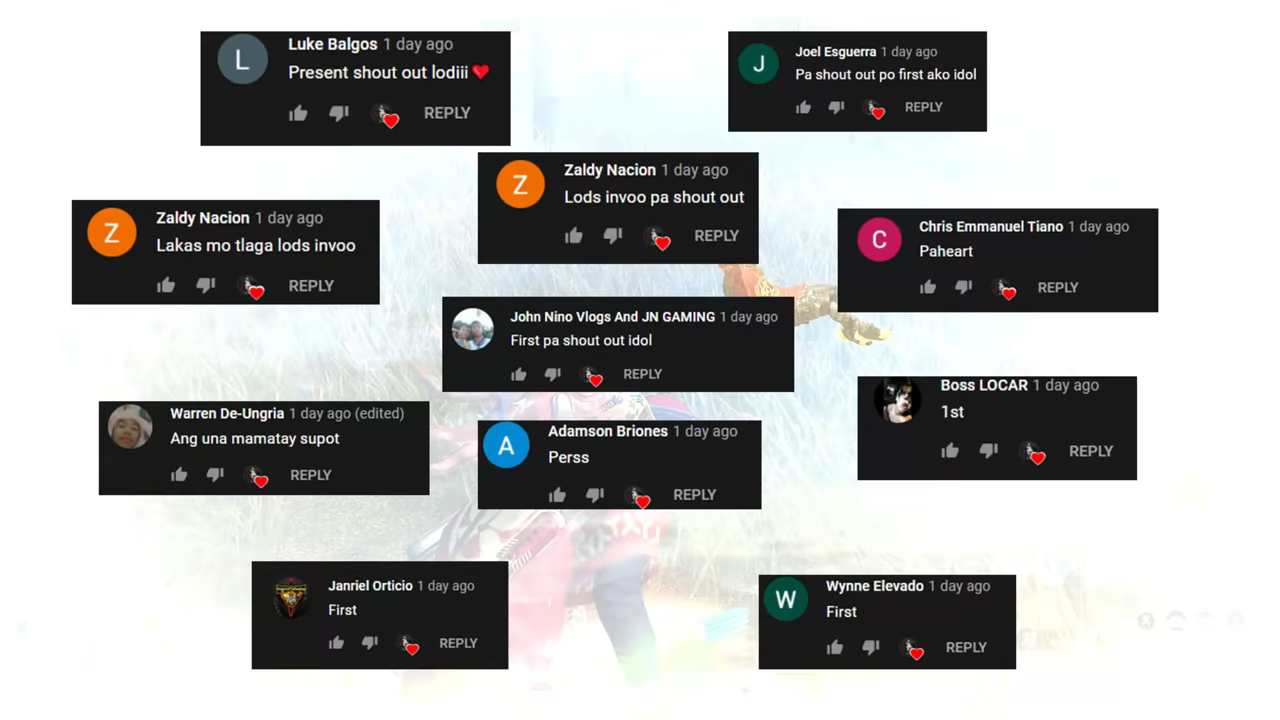 Luke Balgos 1 day ago
Present shout out lodiii ❤
REPLY
Joel Esguerra 1 day ago
Pa shout out po first ako idol
REPLY
Zaldy Nacion 1 day ago
Lods invoo pa shout out
REPLY
Zaldy Nacion 1 day ago
Lakas mo tlaga lods invoo
REPLY
Chris Emmanuel Tiano 1 day ago
Paheart
REPLY
John Nino Vlogs And JN GAMING 1 day ago
First pa shout out idol
REPLY
Boss LOCAR 1 day ago
1st
REPLY
Warren De-Ungria 1 day ago (edited)
Ang una mamatay supot
REPLY
Adamson Briones 1 day ago
Perss
REPLY
Janriel Orticio 1 day ago
First
REPLY
Wynne Elevado 1 day ago
First
REPLY